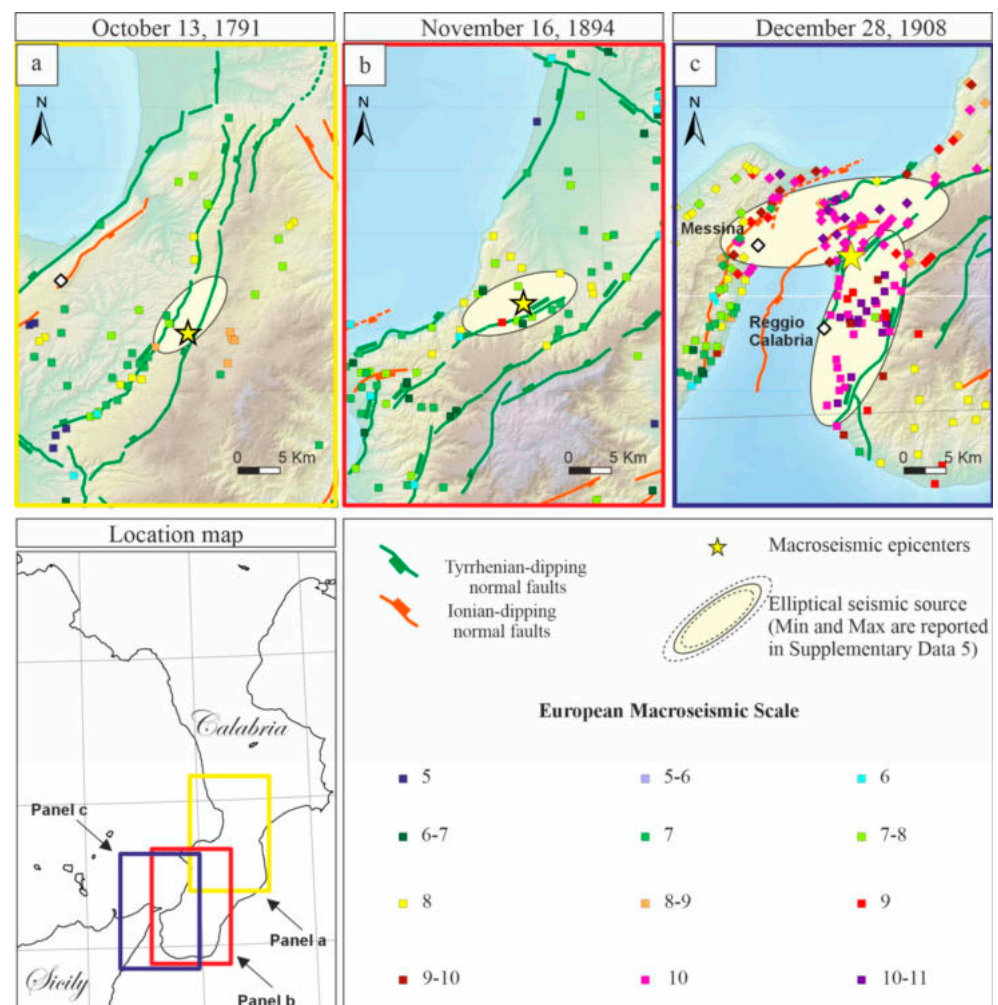 October 13, 1791
November 16, 1894
December 28, 1908
a
b
c
N
N
N
Messina
Reggio
Calabria
0 5 Km
0 5 Km
0 5 Km
Location map
Calabria
Panel c
Panel a
Sicily
Panel b
Tyrrhenian-dipping
normal faults
Ionian-dipping
normal faults
Macroseismic epicenters
Elliptical seismic source
(Min and Max are reported
in Supplementary Data 5)
European Macroseismic Scale
5
5-6
6
6-7
7
7-8
8
8-9
9
9-10
10
10-11